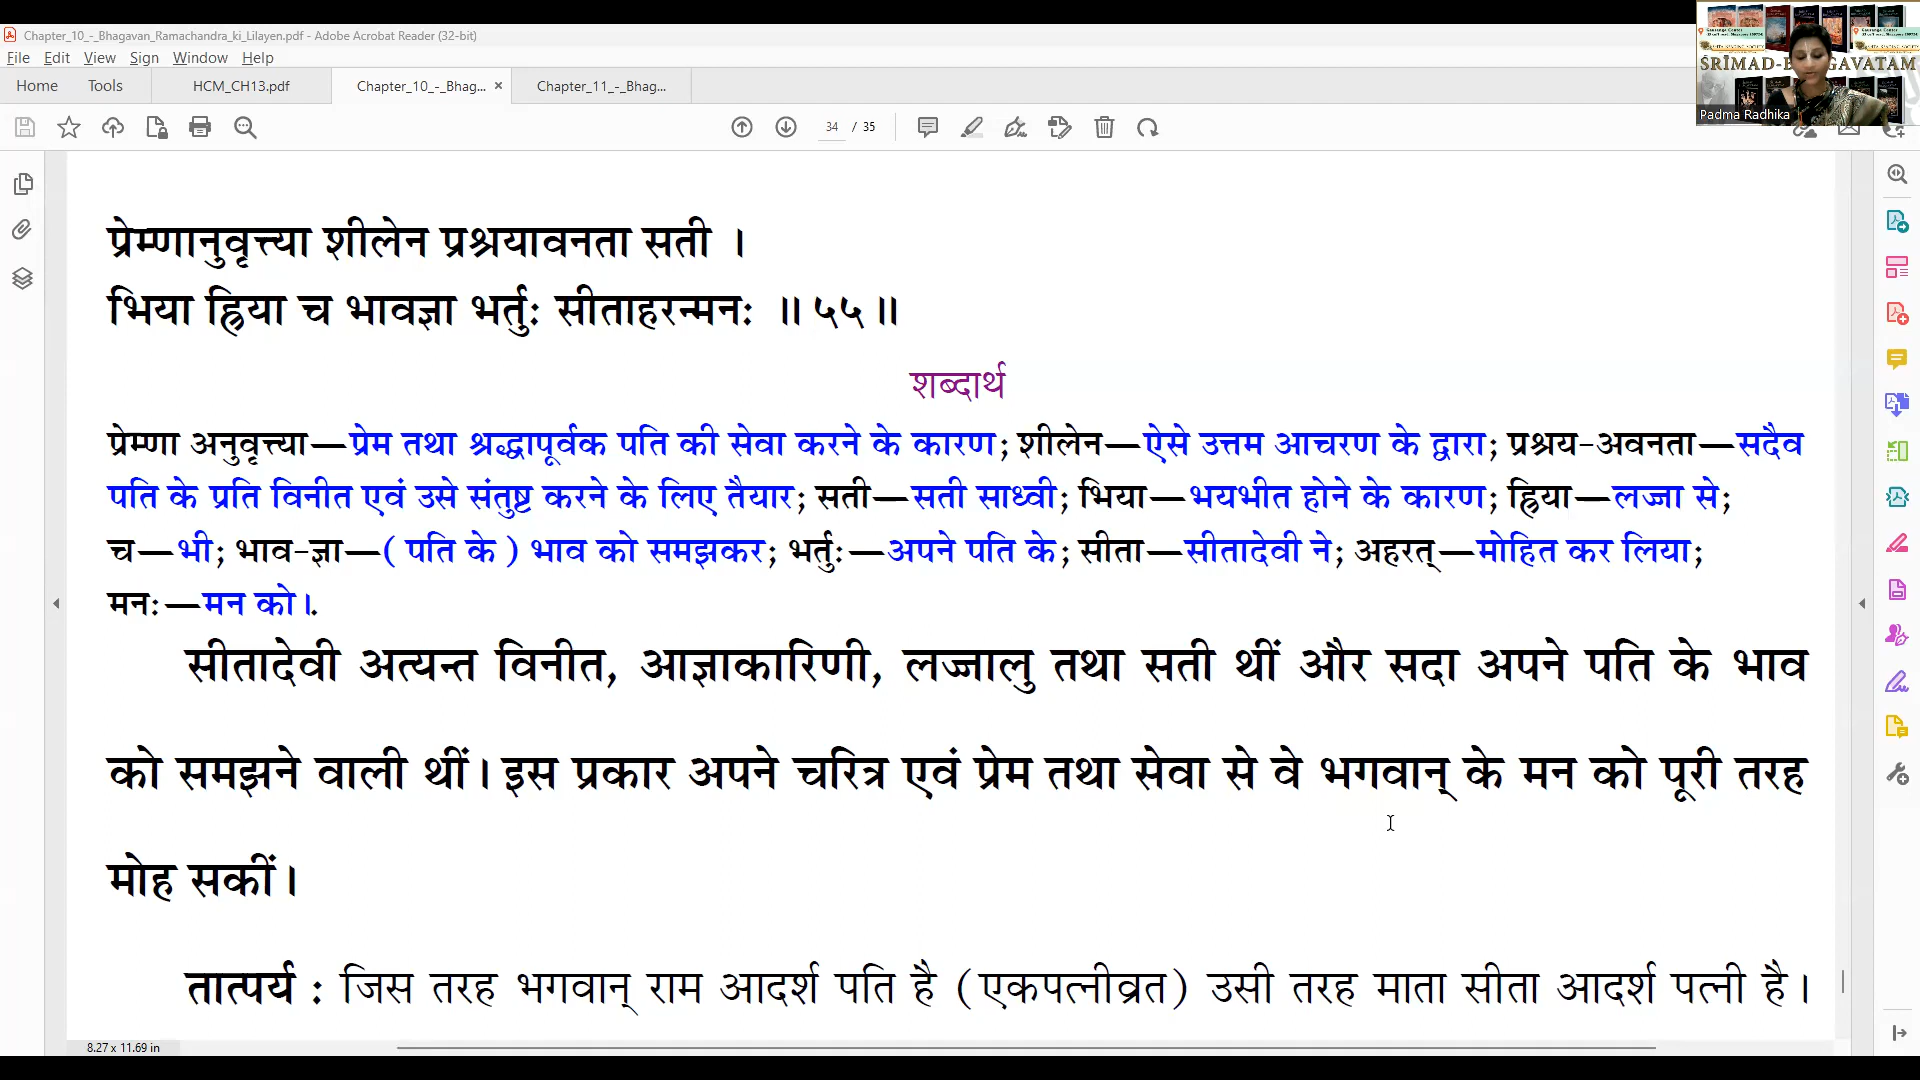 Chapter_10_-_Bhagavan_Ramachandra_ki_Lilayen.pdf - Adobe Acrobat Reader (32-bit)
File Edit View Sign Window Help
Home Tools HCM_CH13.pdf Chapter_10_-_Bhag... × Chapter_11_-_Bhag...
34 / 35
SRIMAD-B GAVATAM
Padma Radhika
प्रेम्णानुवृत्त्या शीलेन प्रश्रयावनता सती ।
भिया ह्रिया च भावज्ञा भर्तुः सीताहरन्मनः ॥ ५५ ॥
शब्दार्थ
प्रेम्णा अनुवृत्त्या—प्रेम तथा श्रद्धापूर्वक पति की सेवा करने के कारण; शीलेन—ऐसे उत्तम आचरण के द्वारा; प्रश्रय-अवनता—सदैव
पति के प्रति विनीत एवं उसे संतुष्ट करने के लिए तैयार; सती—सती साध्वी; भिया—भयभीत होने के कारण; ह्रिया—लज्जा से;
च—भी; भाव-ज्ञा—( पति के ) भाव को समझकर; भर्तुः—अपने पति के; सीता—सीतादेवी ने; अहरत्—मोहित कर लिया;
मनः—मन को।.
सीतादेवी अत्यन्त विनीत, आज्ञाकारिणी, लज्जालु तथा सती थीं और सदा अपने पति के भाव
को समझने वाली थीं। इस प्रकार अपने चरित्र एवं प्रेम तथा सेवा से वे भगवान् के मन को पूरी तरह
मोह सकीं।
तात्पर्य : जिस तरह भगवान् राम आदर्श पति है (एकपत्नीव्रत) उसी तरह माता सीता आदर्श पत्नी है।
8.27 x 11.69 in